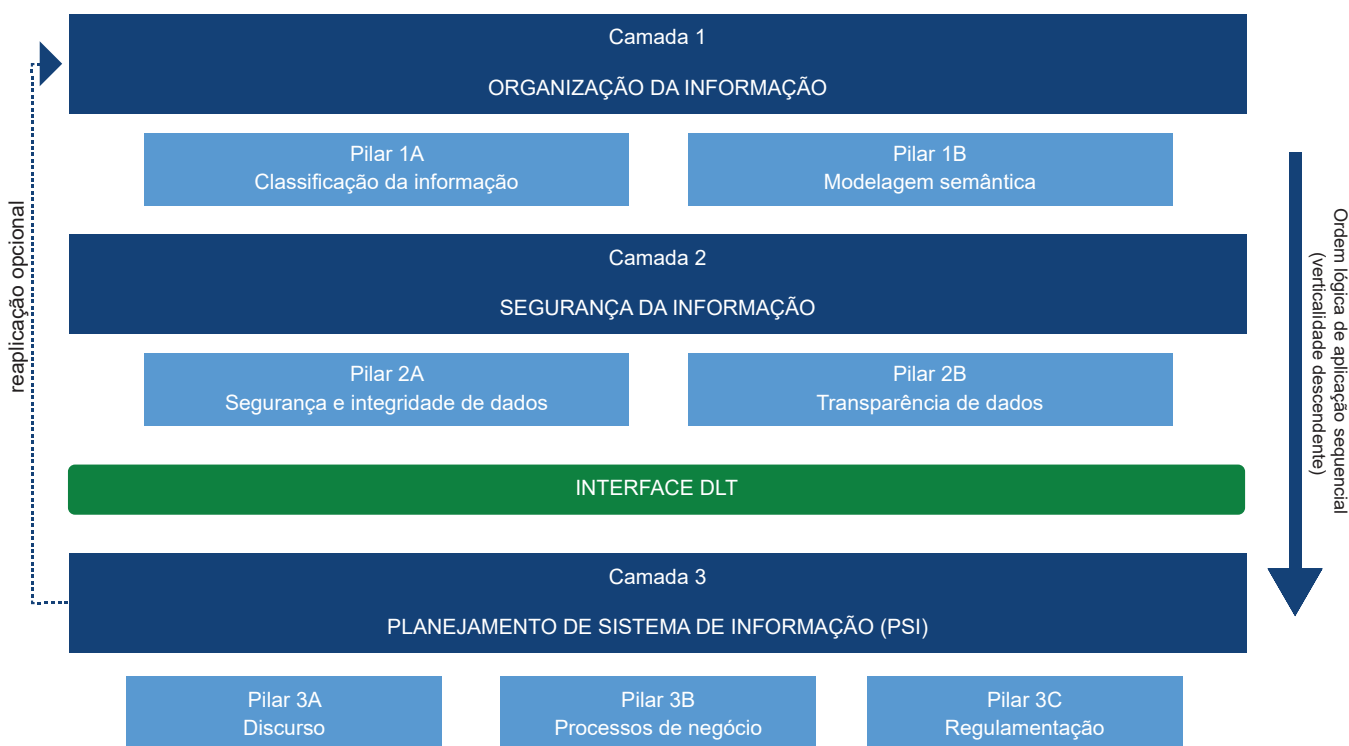 Camada 1
ORGANIZAÇÃO DA INFORMAÇÃO
Pilar 1A
Classificação da informação
Pilar 1B
Modelagem semântica
Camada 2
SEGURANÇA DA INFORMAÇÃO
Pilar 2A
Segurança e integridade de dados
Pilar 2B
Transparência de dados
INTERFACE DLT
Camada 3
PLANEJAMENTO DE SISTEMA DE INFORMAÇÃO (PSI)
Pilar 3A
Discurso
Pilar 3B
Processos de negócio
Pilar 3C
Regulamentação
reaplicação opcional
Ordem lógica de aplicação sequencial
(verticalidade descendente)